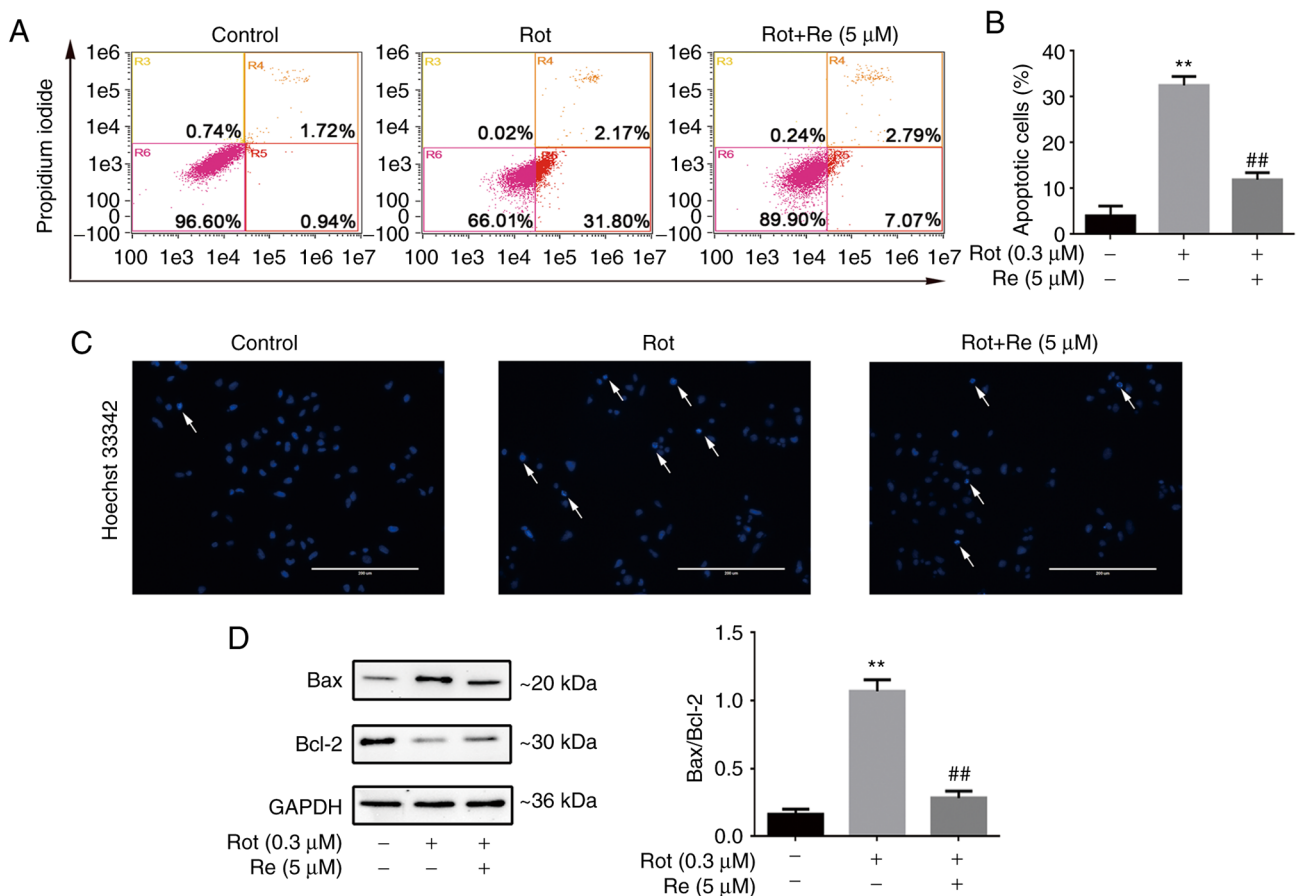 A
Control
Rot
Rot+Re (5 μM)
Propidium iodide
1e6
1e5
1e4
1e3
100
0
−100
R3
R4
0.74%
1.72%
R6
R5
96.60%
0.94%
100 1e3 1e4 1e5 1e6 1e7
1e6
1e5
1e4
1e3
100
0
−100
R3
R4
0.02%
2.17%
R6
66.01%
31.80%
100 1e3 1e4 1e5 1e6 1e7
1e6
1e5
1e4
1e3
100
0
−100
R3
R4
0.24%
2.79%
R6
R5
89.90%
7.07%
100 1e3 1e4 1e5 1e6 1e7
B
Apoptotic cells (%)
40
30
20
10
0
**
##
Rot (0.3 μM) − + +
Re (5 μM) − − +
C
Control
Rot
Rot+Re (5 μM)
Hoechst 33342
200 μm
200 μm
200 μm
D
Bax
~20 kDa
Bcl-2
~30 kDa
GAPDH
~36 kDa
Rot (0.3 μM) − + +
Re (5 μM) − − +
Bax/Bcl-2
1.5
1.0
0.5
0.0
**
##
Rot (0.3 μM) − + +
Re (5 μM) − − +